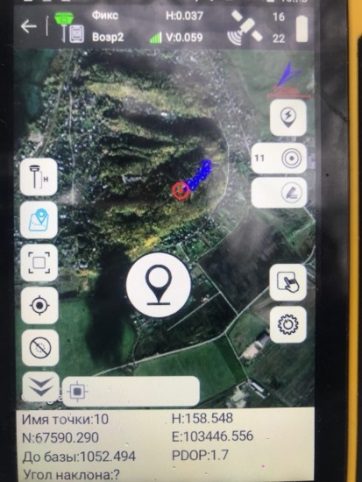 Фикс H:0.037 16
Возр2 V:0.059 22
H
11
Имя точки:10 H:158.548
N:67590.290 E:103446.556
До базы:1052.494 PDOP:1.7
Угол наклона:?